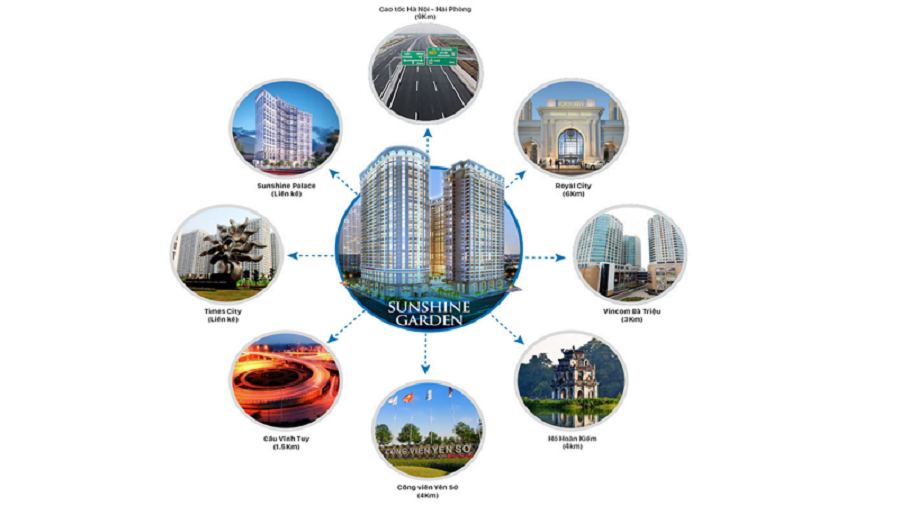 Cao tốc Hà Nội - Hải Phòng
(9Km)
Sunshine Palace
(Liền kề)
Royal City
(6Km)
Times City
(Liền kề)
SUNSHINE
GARDEN
Vincom Bà Triệu
(3Km)
Cầu Vĩnh Tuy
(1.5Km)
Hồ Hoàn Kiếm
(4km)
CÔNG VIÊN YÊN SỞ
Công viên Yên Sở
(4Km)